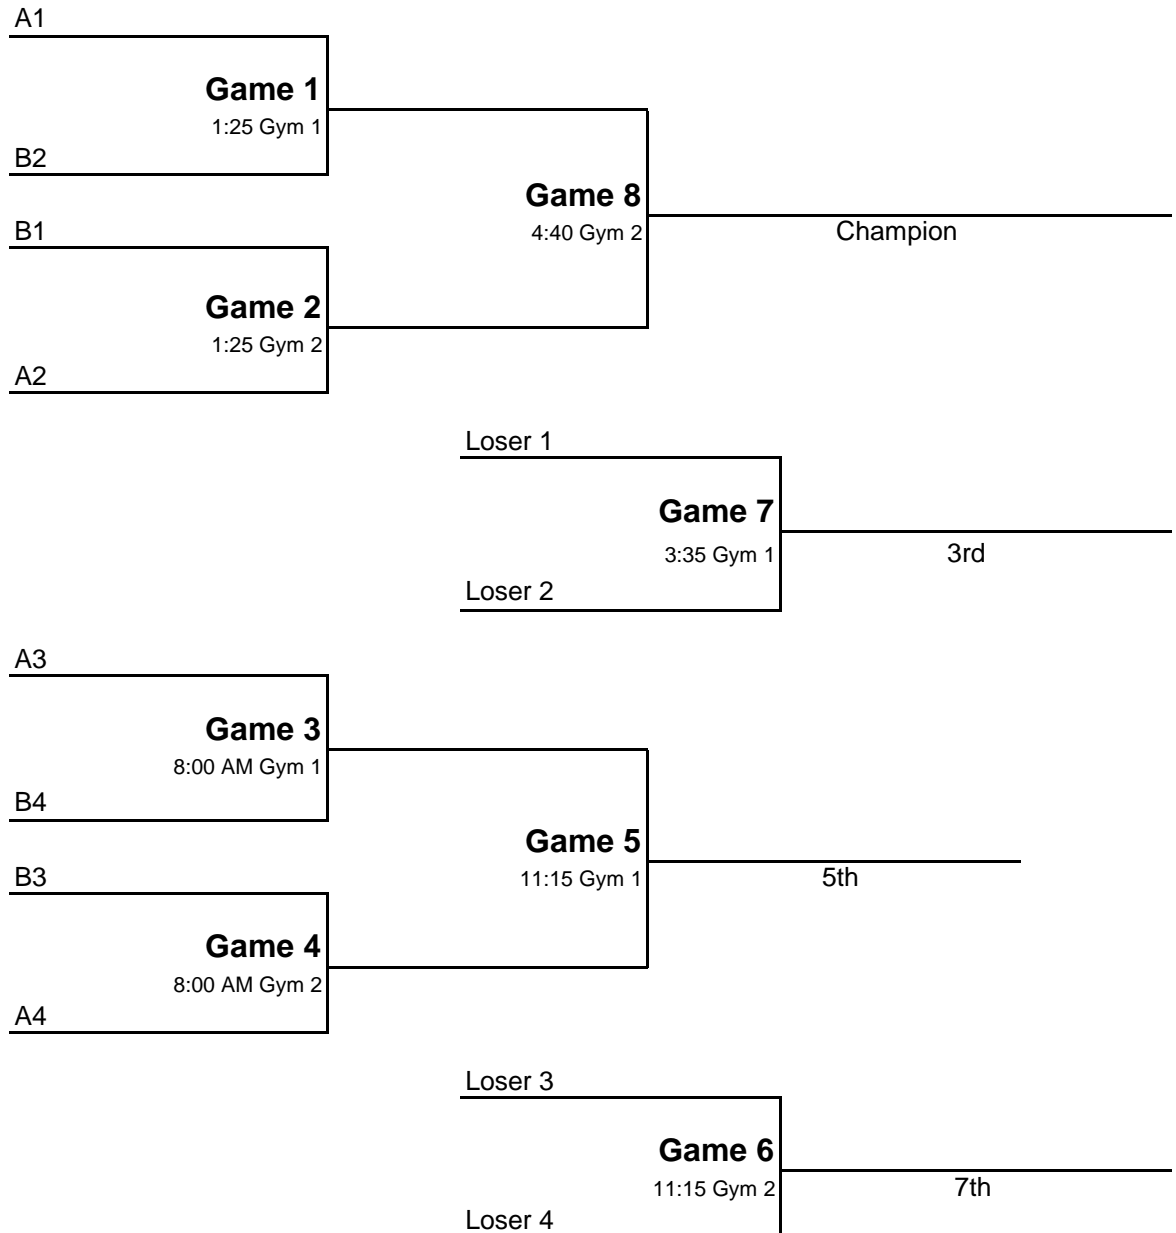 A1
Game 1
1:25 Gym 1
B2
Game 8
4:40 Gym 2
Champion
B1
Game 2
1:25 Gym 2
A2
Loser 1
Game 7
3:35 Gym 1
3rd
Loser 2
A3
Game 3
8:00 AM Gym 1
B4
Game 5
11:15 Gym 1
5th
B3
Game 4
8:00 AM Gym 2
A4
Loser 3
Game 6
11:15 Gym 2
7th
Loser 4